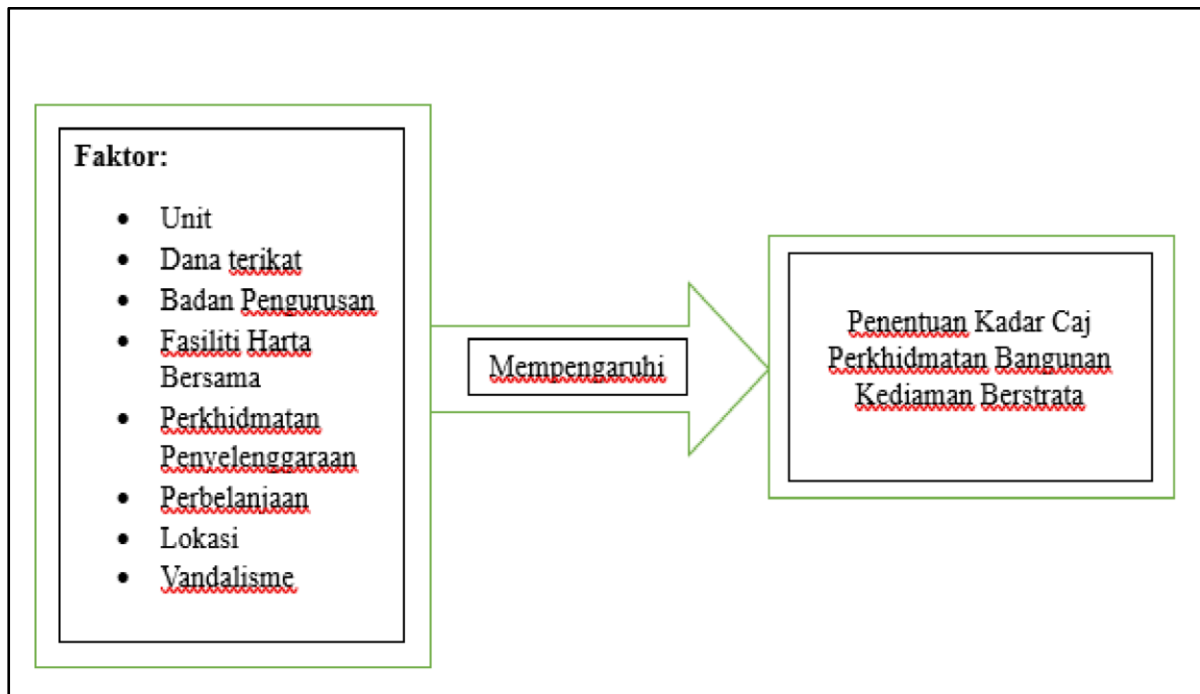 Faktor:
• Unit
• Dana terikat
• Badan Pengurusan
• Fasiliti Harta
Bersama
• Perkhidmatan
Penyelenggaraan
• Perbelanjaan
• Lokasi
• Vandalisme
Mempengaruhi
Penentuan Kadar Caj
Perkhidmatan Bangunan
Kediaman Berstrata